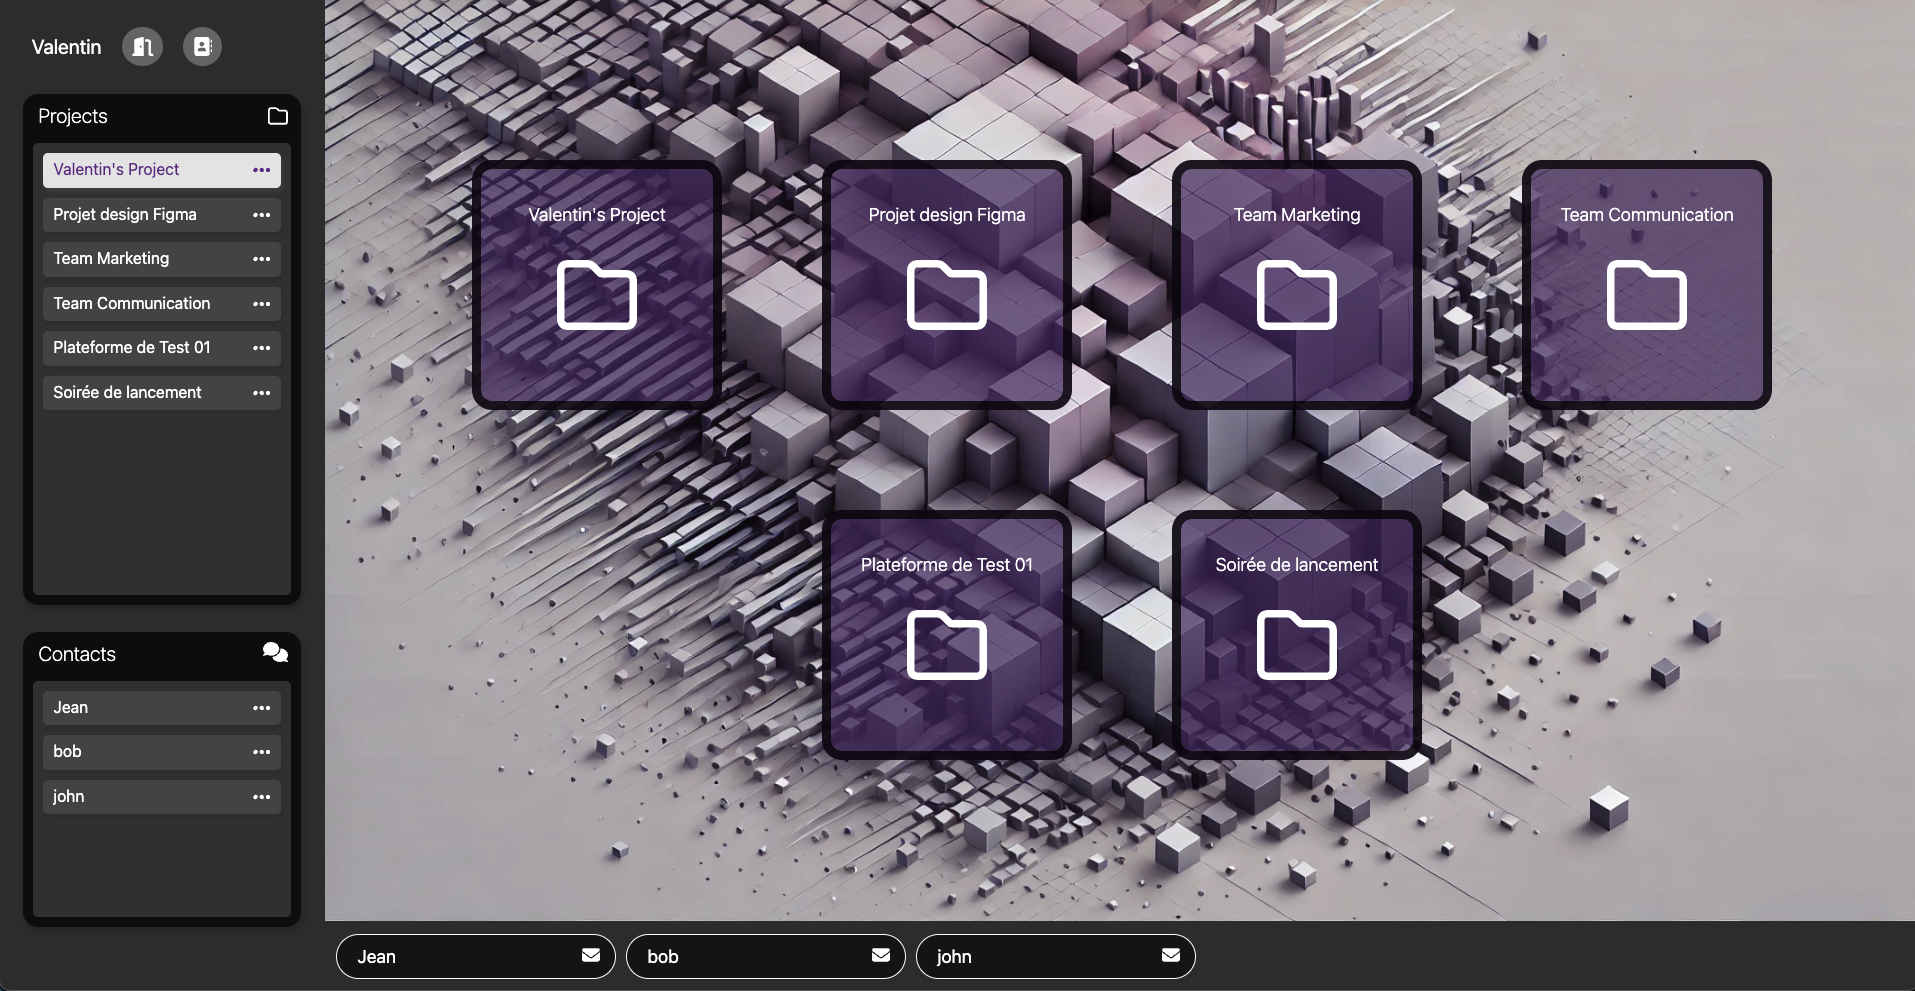 Valentin
Projects
Valentin's Project
Projet design Figma
Team Marketing
Team Communication
Plateforme de Test 01
Soirée de lancement
Contacts
Jean
bob
john
Valentin's Project
Projet design Figma
Team Marketing
Team Communication
Plateforme de Test 01
Soirée de lancement
Jean
bob
john